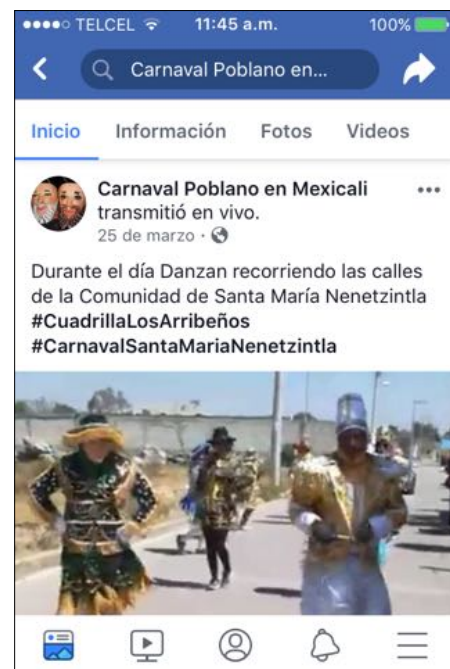 TELCEL 11:45 a.m. 100%
Carnaval Poblano en...
Inicio Información Fotos Videos
Carnaval Poblano en Mexicali
transmitió en vivo.
25 de marzo ·
Durante el día Danzan recorriendo las calles
de la Comunidad de Santa María Nenetzintla
#CuadrillaLosArribeños
#CarnavalSantaMariaNenetzintla